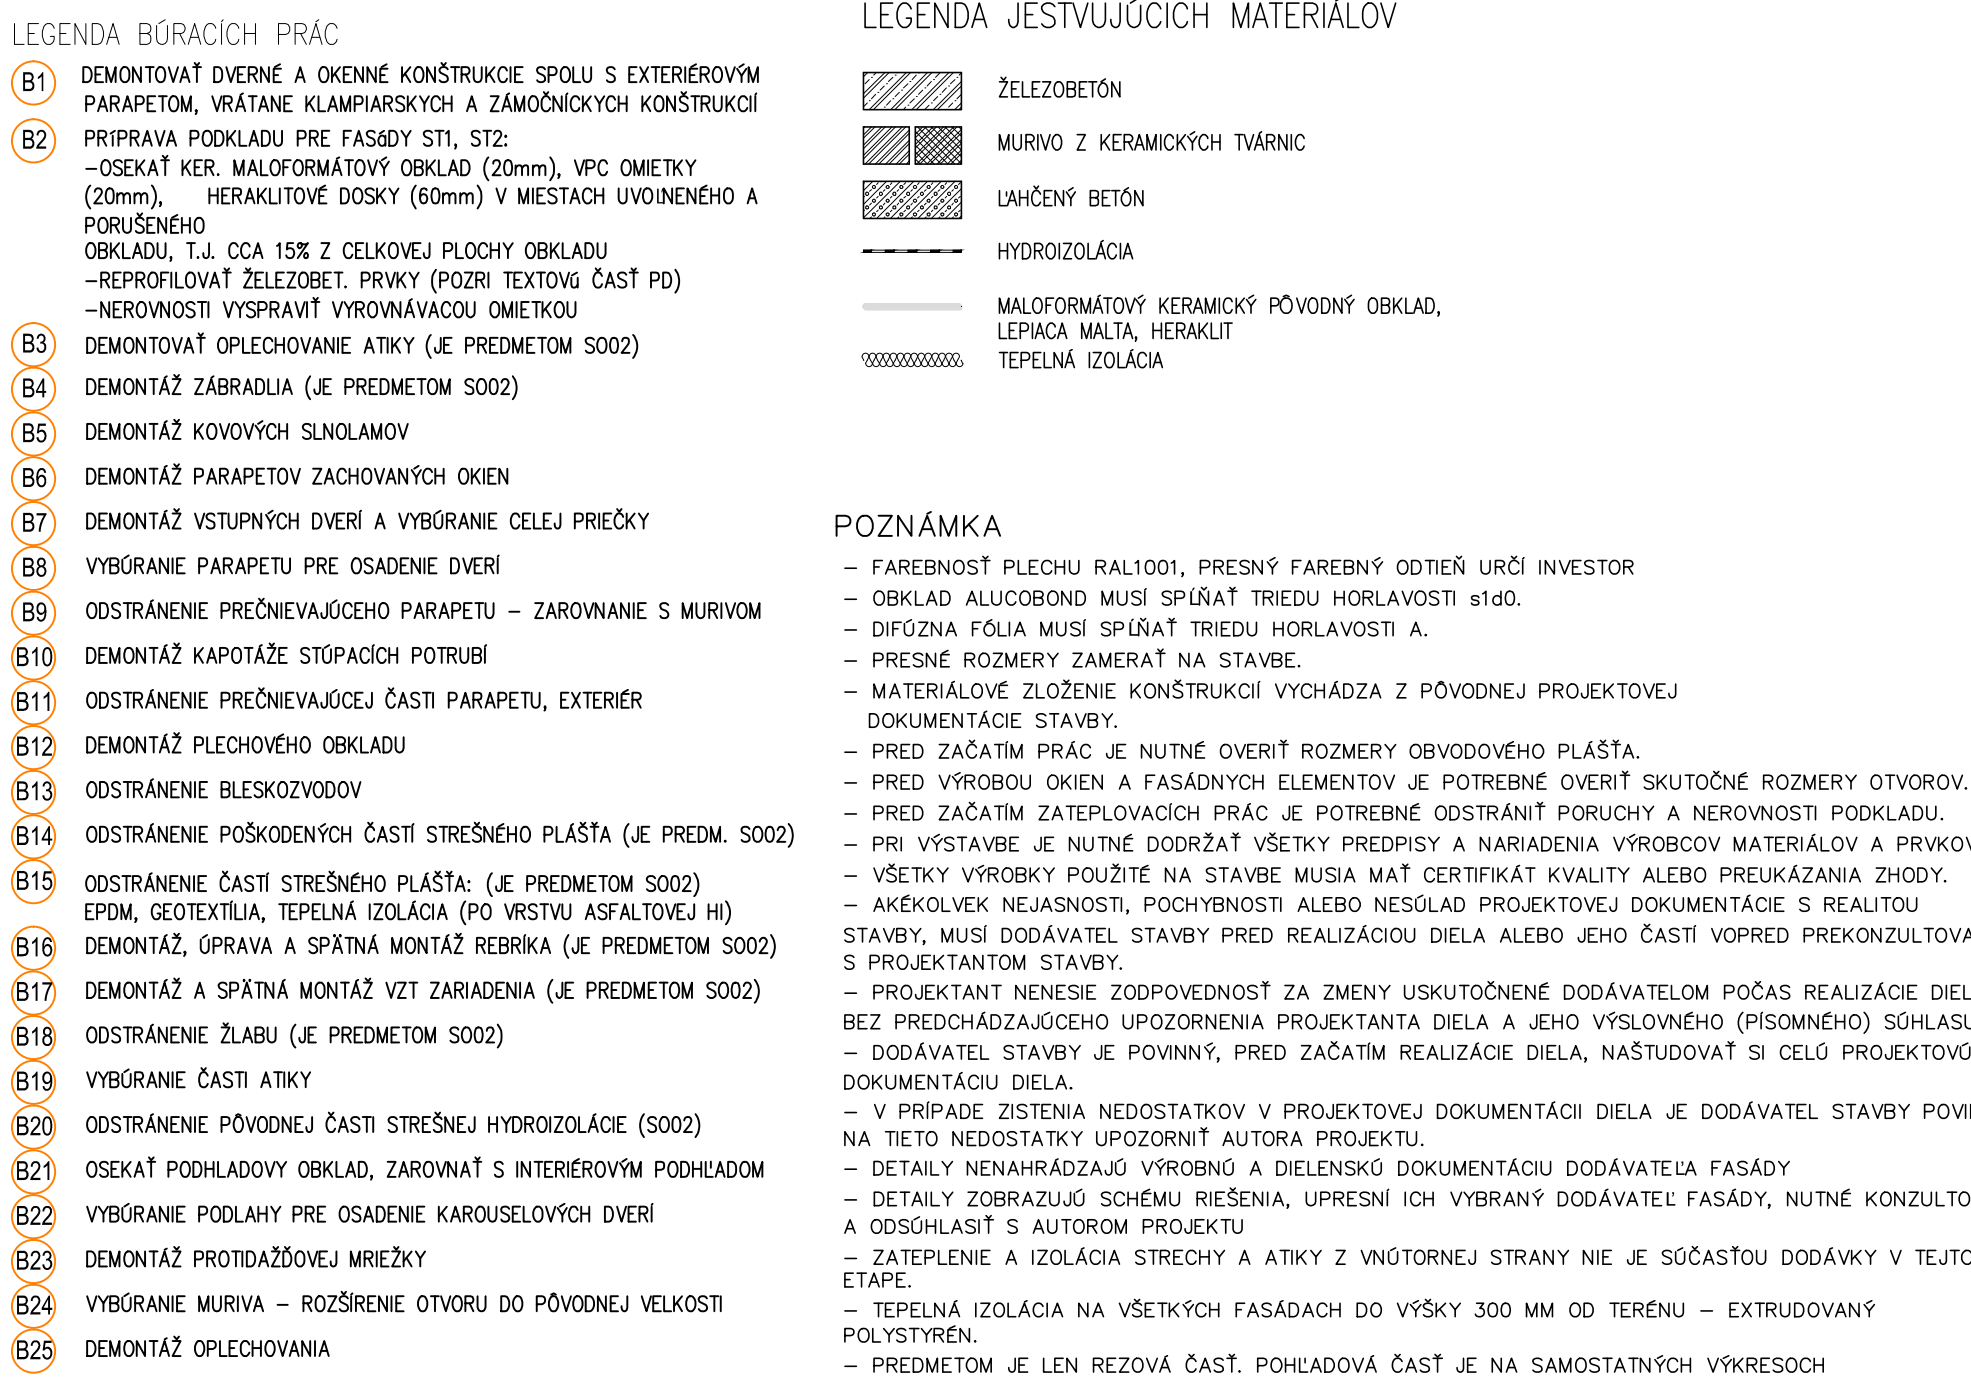 LEGENDA BÚRACÍCH PRÁC
B1 DEMONTOVAŤ DVERNÉ A OKENNÉ KONŠTRUKCIE SPOLU S EXTERIÉROVÝM
PARAPETOM, VRÁTANE KLAMPIARSKYCH A ZÁMOČNÍCKYCH KONŠTRUKCIÍ
B2 PRíPRAVA PODKLADU PRE FASáDY ST1, ST2:
–OSEKAŤ KER. MALOFORMÁTOVÝ OBKLAD (20mm), VPC OMIETKY
(20mm), HERAKLITOVÉ DOSKY (60mm) V MIESTACH UVOĽNENÉHO A
PORUŠENÉHO
OBKLADU, T.J. CCA 15% Z CELKOVEJ PLOCHY OBKLADU
–REPROFILOVAŤ ŽELEZOBET. PRVKY (POZRI TEXTOVú ČASŤ PD)
–NEROVNOSTI VYSPRAVIŤ VYROVNÁVACOU OMIETKOU
B3 DEMONTOVAŤ OPLECHOVANIE ATIKY (JE PREDMETOM SO02)
B4 DEMONTÁŽ ZÁBRADLIA (JE PREDMETOM SO02)
B5 DEMONTÁŽ KOVOVÝCH SLNOLAMOV
B6 DEMONTÁŽ PARAPETOV ZACHOVANÝCH OKIEN
B7 DEMONTÁŽ VSTUPNÝCH DVERÍ A VYBÚRANIE CELEJ PRIEČKY
B8 VYBÚRANIE PARAPETU PRE OSADENIE DVERÍ
B9 ODSTRÁNENIE PREČNIEVAJÚCEHO PARAPETU – ZAROVNANIE S MURIVOM
B10 DEMONTÁŽ KAPOTÁŽE STÚPACÍCH POTRUBÍ
B11 ODSTRÁNENIE PREČNIEVAJÚCEJ ČASTI PARAPETU, EXTERIÉR
B12 DEMONTÁŽ PLECHOVÉHO OBKLADU
B13 ODSTRÁNENIE BLESKOZVODOV
B14 ODSTRÁNENIE POŠKODENÝCH ČASTÍ STREŠNÉHO PLÁŠŤA (JE PREDM. SO02)
B15 ODSTRÁNENIE ČASTÍ STREŠNÉHO PLÁŠŤA: (JE PREDMETOM SO02)
EPDM, GEOTEXTÍLIA, TEPELNÁ IZOLÁCIA (PO VRSTVU ASFALTOVEJ HI)
B16 DEMONTÁŽ, ÚPRAVA A SPÄTNÁ MONTÁŽ REBRÍKA (JE PREDMETOM SO02)
B17 DEMONTÁŽ A SPÄTNÁ MONTÁŽ VZT ZARIADENIA (JE PREDMETOM SO02)
B18 ODSTRÁNENIE ŽLABU (JE PREDMETOM SO02)
B19 VYBÚRANIE ČASTI ATIKY
B20 ODSTRÁNENIE PÔVODNEJ ČASTI STREŠNEJ HYDROIZOLÁCIE (SO02)
B21 OSEKAŤ PODHLADOVY OBKLAD, ZAROVNAŤ S INTERIÉROVÝM PODHĽADOM
B22 VYBÚRANIE PODLAHY PRE OSADENIE KAROUSELOVÝCH DVERÍ
B23 DEMONTÁŽ PROTIDAŽĎOVEJ MRIEŽKY
B24 VYBÚRANIE MURIVA – ROZŠÍRENIE OTVORU DO PÔVODNEJ VELKOSTI
B25 DEMONTÁŽ OPLECHOVANIA
LEGENDA JESTVUJÚCICH MATERIÁLOV
ŽELEZOBETÓN
MURIVO Z KERAMICKÝCH TVÁRNIC
ĽAHČENÝ BETÓN
HYDROIZOLÁCIA
MALOFORMÁTOVÝ KERAMICKÝ PÔVODNÝ OBKLAD,
LEPIACA MALTA, HERAKLIT
TEPELNÁ IZOLÁCIA
POZNÁMKA
– FAREBNOSŤ PLECHU RAL1001, PRESNÝ FAREBNÝ ODTIEŇ URČÍ INVESTOR
– OBKLAD ALUCOBOND MUSÍ SPĹŇAŤ TRIEDU HORLAVOSTI s1d0.
– DIFÚZNA FÓLIA MUSÍ SPĹŇAŤ TRIEDU HORLAVOSTI A.
– PRESNÉ ROZMERY ZAMERAŤ NA STAVBE.
– MATERIÁLOVÉ ZLOŽENIE KONŠTRUKCIÍ VYCHÁDZA Z PÔVODNEJ PROJEKTOVEJ
DOKUMENTÁCIE STAVBY.
– PRED ZAČATÍM PRÁC JE NUTNÉ OVERIŤ ROZMERY OBVODOVÉHO PLÁŠŤA.
– PRED VÝROBOU OKIEN A FASÁDNYCH ELEMENTOV JE POTREBNÉ OVERIŤ SKUTOČNÉ ROZMERY OTVOROV.
– PRED ZAČATÍM ZATEPLOVACÍCH PRÁC JE POTREBNÉ ODSTRÁNIŤ PORUCHY A NEROVNOSTI PODKLADU.
– PRI VÝSTAVBE JE NUTNÉ DODRŽAŤ VŠETKY PREDPISY A NARIADENIA VÝROBCOV MATERIÁLOV A PRVKOV
– VŠETKY VÝROBKY POUŽITÉ NA STAVBE MUSIA MAŤ CERTIFIKÁT KVALITY ALEBO PREUKÁZANIA ZHODY.
– AKÉKOLVEK NEJASNOSTI, POCHYBNOSTI ALEBO NESÚLAD PROJEKTOVEJ DOKUMENTÁCIE S REALITOU
STAVBY, MUSÍ DODÁVATEL STAVBY PRED REALIZÁCIOU DIELA ALEBO JEHO ČASTÍ VOPRED PREKONZULTOVA
S PROJEKTANTOM STAVBY.
– PROJEKTANT NENESIE ZODPOVEDNOSŤ ZA ZMENY USKUTOČNENÉ DODÁVATELOM POČAS REALIZÁCIE DIEL
BEZ PREDCHÁDZAJÚCEHO UPOZORNENIA PROJEKTANTA DIELA A JEHO VÝSLOVNÉHO (PÍSOMNÉHO) SÚHLASU
– DODÁVATEL STAVBY JE POVINNÝ, PRED ZAČATÍM REALIZÁCIE DIELA, NAŠTUDOVAŤ SI CELÚ PROJEKTOVÚ
DOKUMENTÁCIU DIELA.
– V PRÍPADE ZISTENIA NEDOSTATKOV V PROJEKTOVEJ DOKUMENTÁCII DIELA JE DODÁVATEL STAVBY POVI
NA TIETO NEDOSTATKY UPOZORNIŤ AUTORA PROJEKTU.
– DETAILY NENAHRÁDZAJÚ VÝROBNÚ A DIELENSKÚ DOKUMENTÁCIU DODÁVATEĽA FASÁDY
– DETAILY ZOBRAZUJÚ SCHÉMU RIEŠENIA, UPRESNÍ ICH VYBRANÝ DODÁVATEĽ FASÁDY, NUTNÉ KONZULTO
A ODSÚHLASIŤ S AUTOROM PROJEKTU
– ZATEPLENIE A IZOLÁCIA STRECHY A ATIKY Z VNÚTORNEJ STRANY NIE JE SÚČASŤOU DODÁVKY V TEJTO
ETAPE.
– TEPELNÁ IZOLÁCIA NA VŠETKÝCH FASÁDACH DO VÝŠKY 300 MM OD TERÉNU – EXTRUDOVANÝ
POLYSTYRÉN.
– PREDMETOM JE LEN REZOVÁ ČASŤ. POHĽADOVÁ ČASŤ JE NA SAMOSTATNÝCH VÝKRESOCH